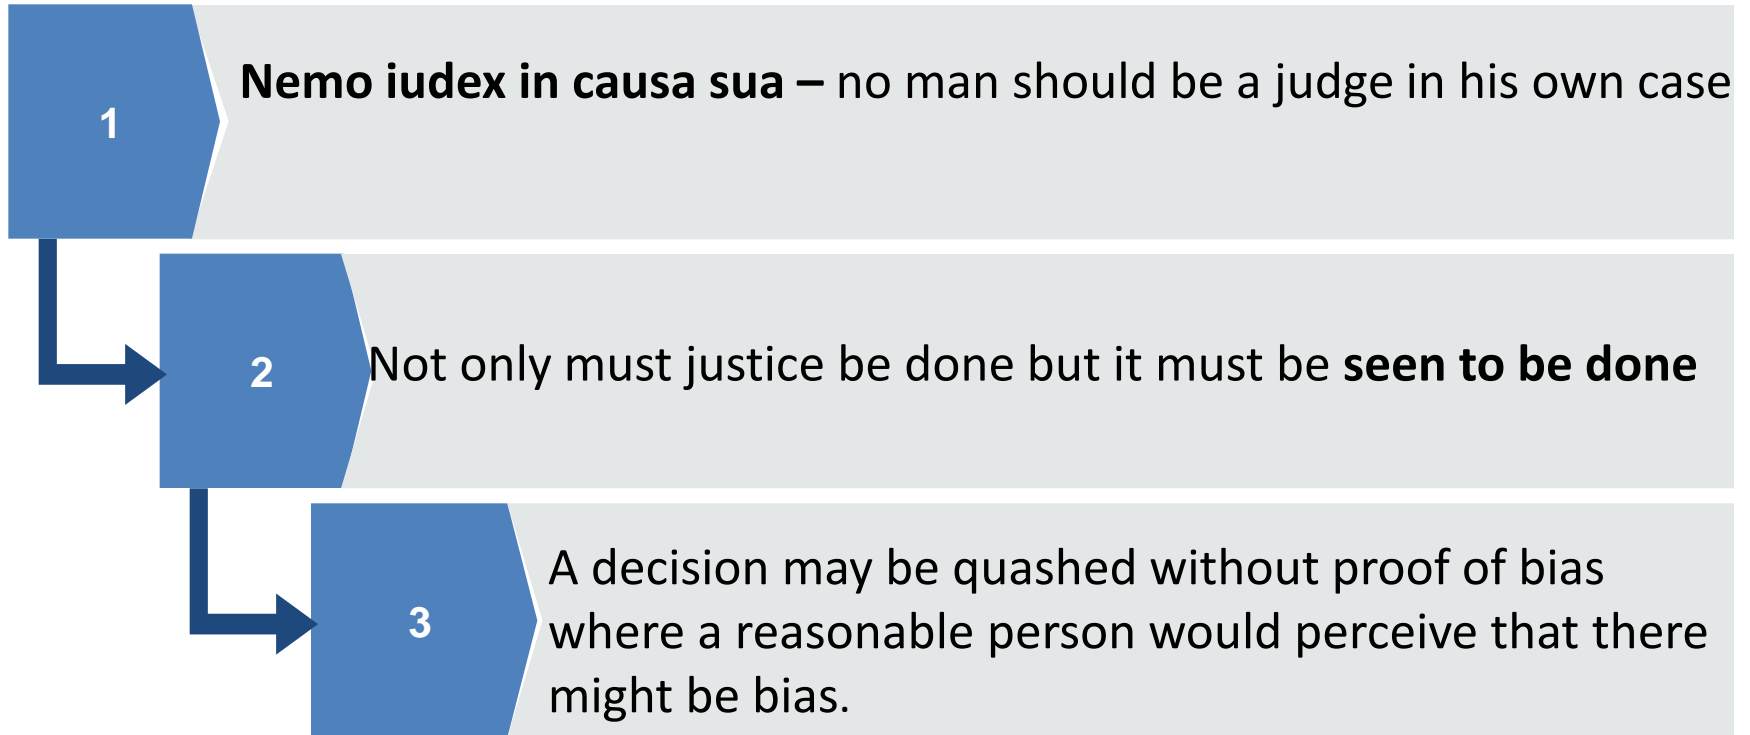 1
Nemo iudex in causa sua – no man should be a judge in his own case
2
Not only must justice be done but it must be seen to be done
3
A decision may be quashed without proof of bias
where a reasonable person would perceive that there
might be bias.